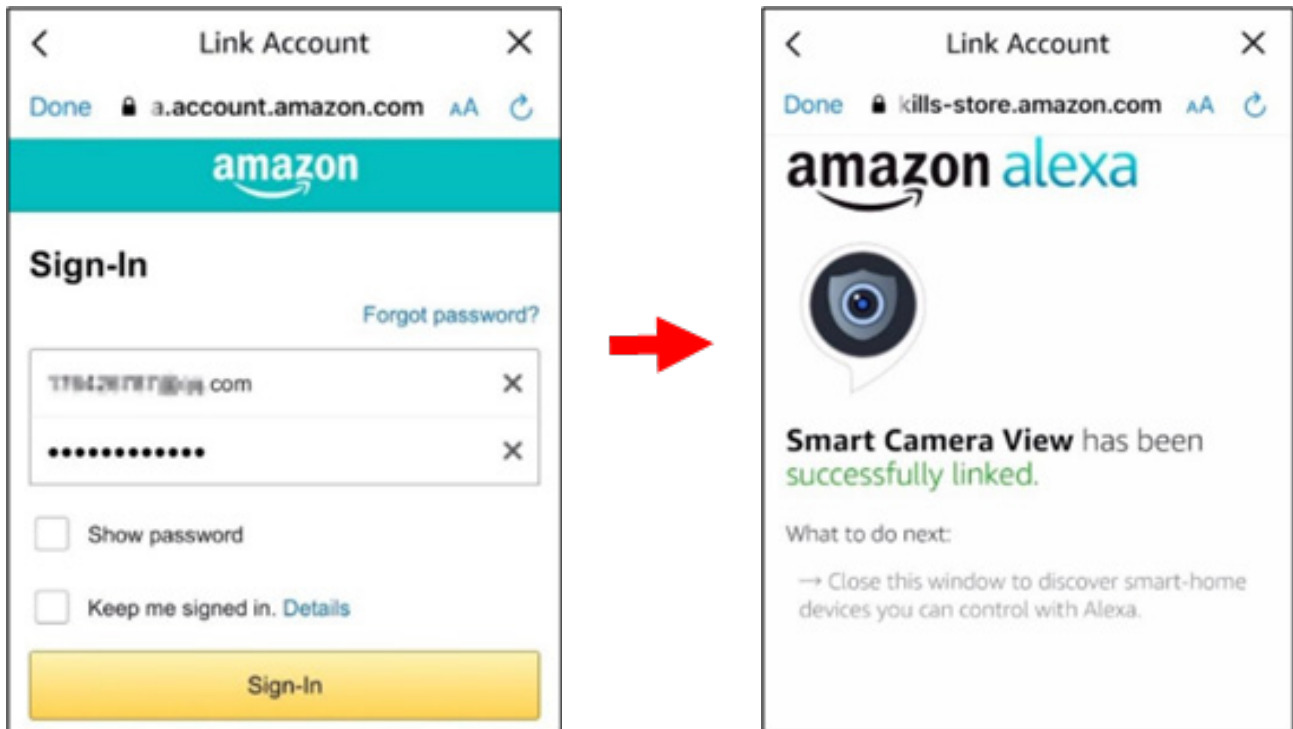 Link Account
Done a.account.amazon.com AA
amazon
Sign-In
Forgot password?
com
Show password
Keep me signed in. Details
Sign-In
Link Account
Done kills-store.amazon.com AA
amazon alexa
Smart Camera View has been
successfully linked.
What to do next:
→ Close this window to discover smart-home
devices you can control with Alexa.